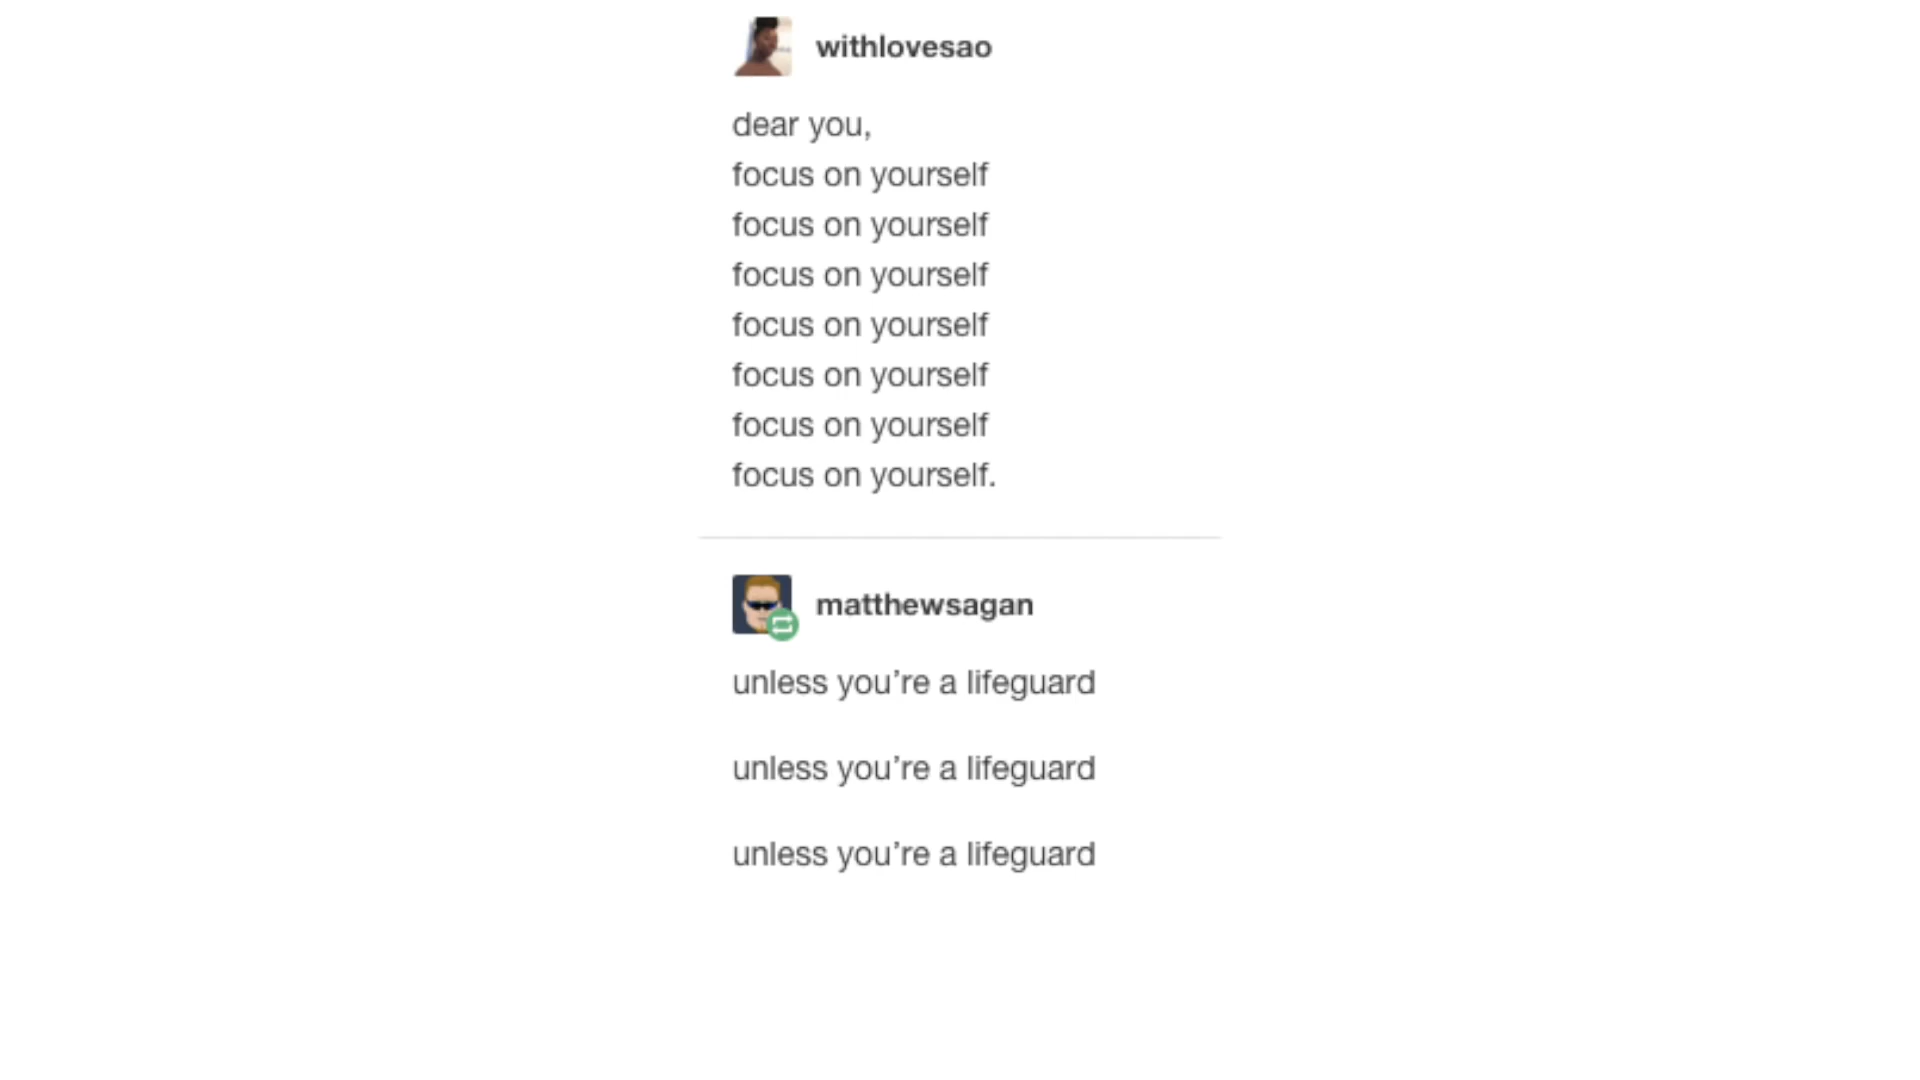 withlovesao
dear you,
focus on yourself
focus on yourself
focus on yourself
focus on yourself
focus on yourself
focus on yourself
focus on yourself.
matthewsagan
unless you’re a lifeguard
unless you’re a lifeguard
unless you’re a lifeguard